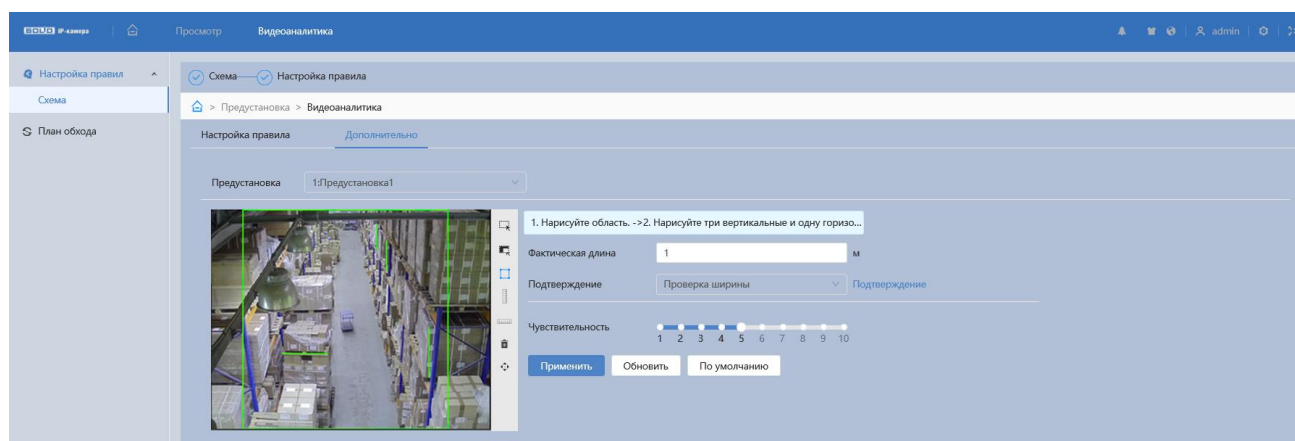 BOLID IP-камера
Просмотр
Видеоаналитика
admin
Настройка правил
Схема
План обхода
Схема
Настройка правила
> Предустановка > Видеоаналитика
Настройка правила
Дополнительно
Предустановка
1:Предустановка1
1. Нарисуйте область. ->2. Нарисуйте три вертикальные и одну горизо...
Фактическая длина
1
м
Подтверждение
Проверка ширины
Подтверждение
Чувствительность
1 2 3 4 5 6 7 8 9 10
Применить
Обновить
По умолчанию